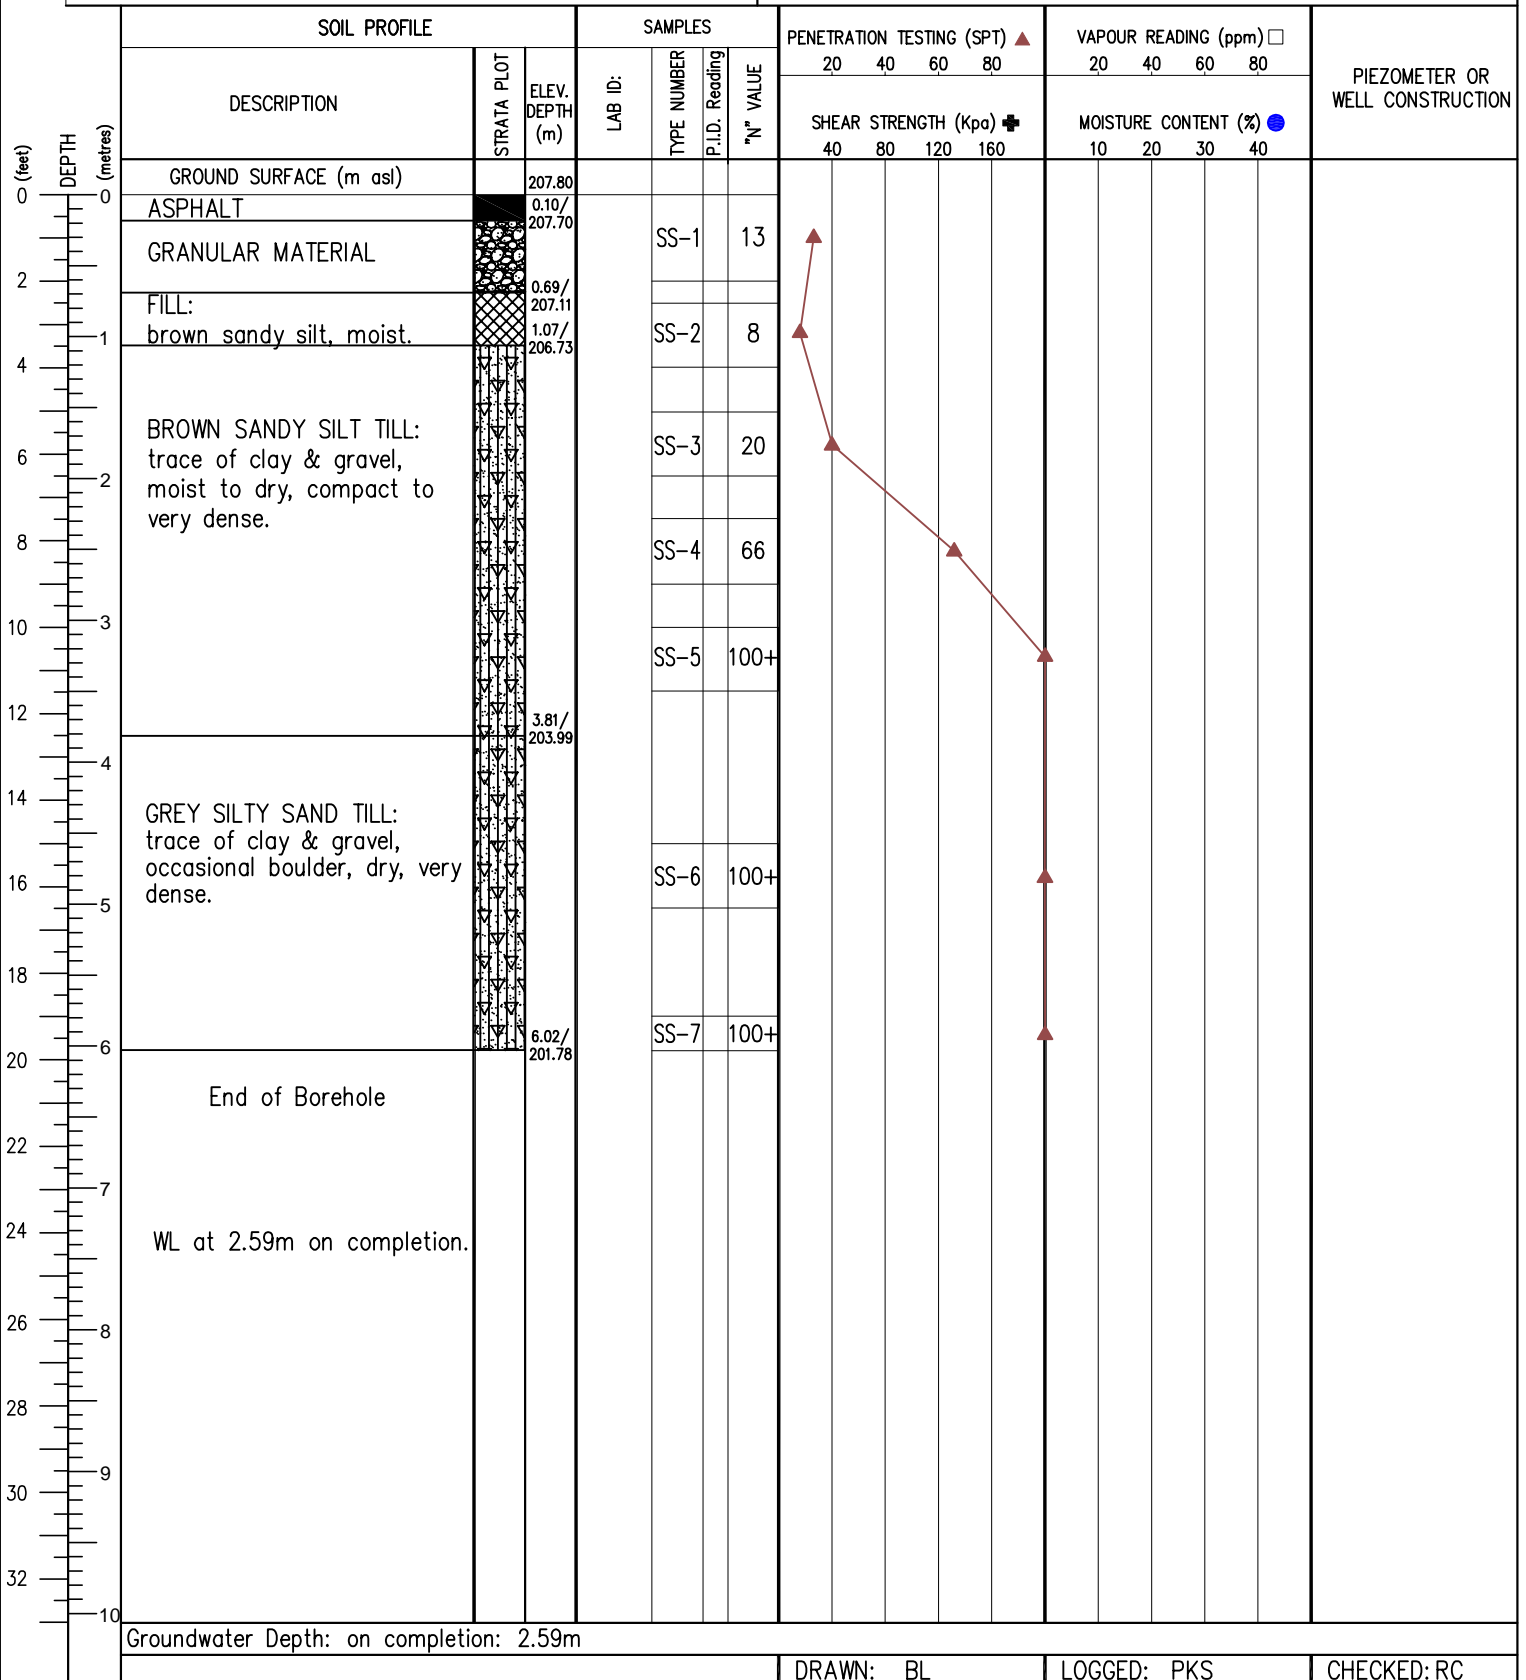 SOIL PROFILE
SAMPLES
PENETRATION TESTING (SPT)
20 40 60 80
SHEAR STRENGTH (Kpa)
40 80 120 160
VAPOUR READING (ppm)
20 40 60 80
MOISTURE CONTENT (%)
10 20 30 40
PIEZOMETER OR
WELL CONSTRUCTION
(feet)
DEPTH
(metres)
DESCRIPTION
STRATA PLOT
ELEV.
DEPTH
(m)
LAB ID:
TYPE NUMBER
P.I.D. Reading
"N" VALUE
GROUND SURFACE (m asl)
207.80
0
0
ASPHALT
0.10/
207.70
GRANULAR MATERIAL
SS-1 13
2
0.69/
207.11
FILL:
brown sandy silt, moist.
1.07/
206.73
SS-2 8
1
4
BROWN SANDY SILT TILL:
trace of clay & gravel,
moist to dry, compact to
very dense.
SS-3 20
6
2
8
SS-4 66
10
3
SS-5 100+
12
3.81/
203.99
4
14
GREY SILTY SAND TILL:
trace of clay & gravel,
occasional boulder, dry, very
dense.
SS-6 100+
16
5
18
SS-7 100+
6.02/
201.78
6
20
End of Borehole
22
7
24
WL at 2.59m on completion.
26
8
28
9
30
32
10
Groundwater Depth: on completion: 2.59m
DRAWN: BL
LOGGED: PKS
CHECKED: RC